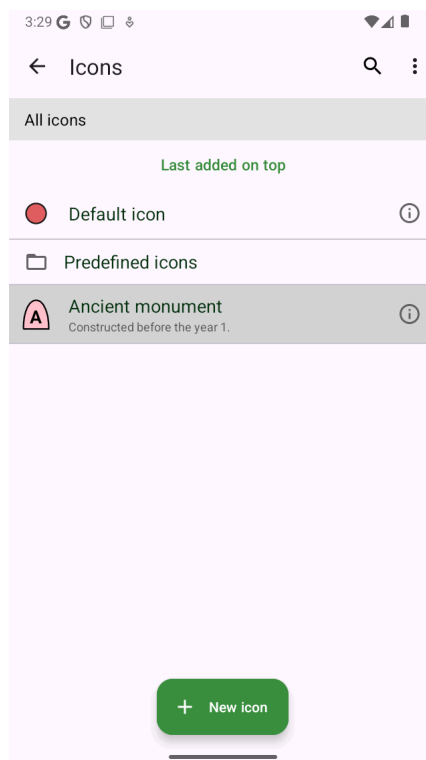 3:29
Icons
All icons
Last added on top
Default icon
Predefined icons
A
Ancient monument
Constructed before the year 1.
New icon